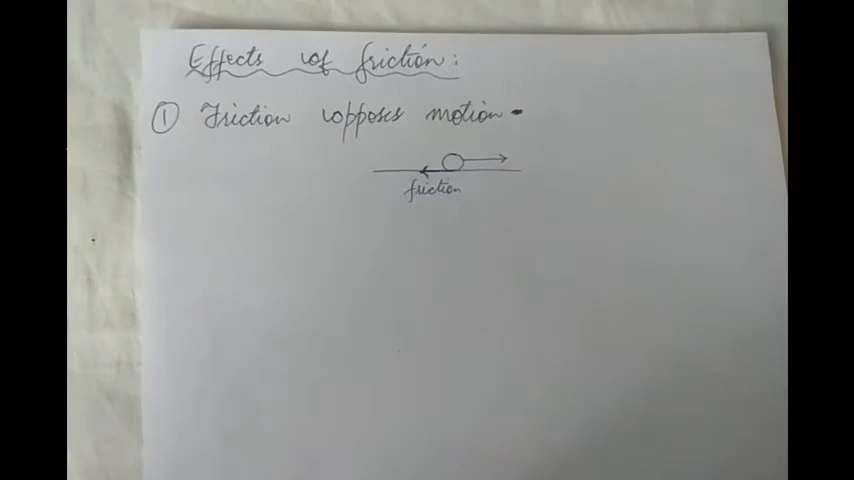 Effects of friction:
① Friction opposes motion -
friction